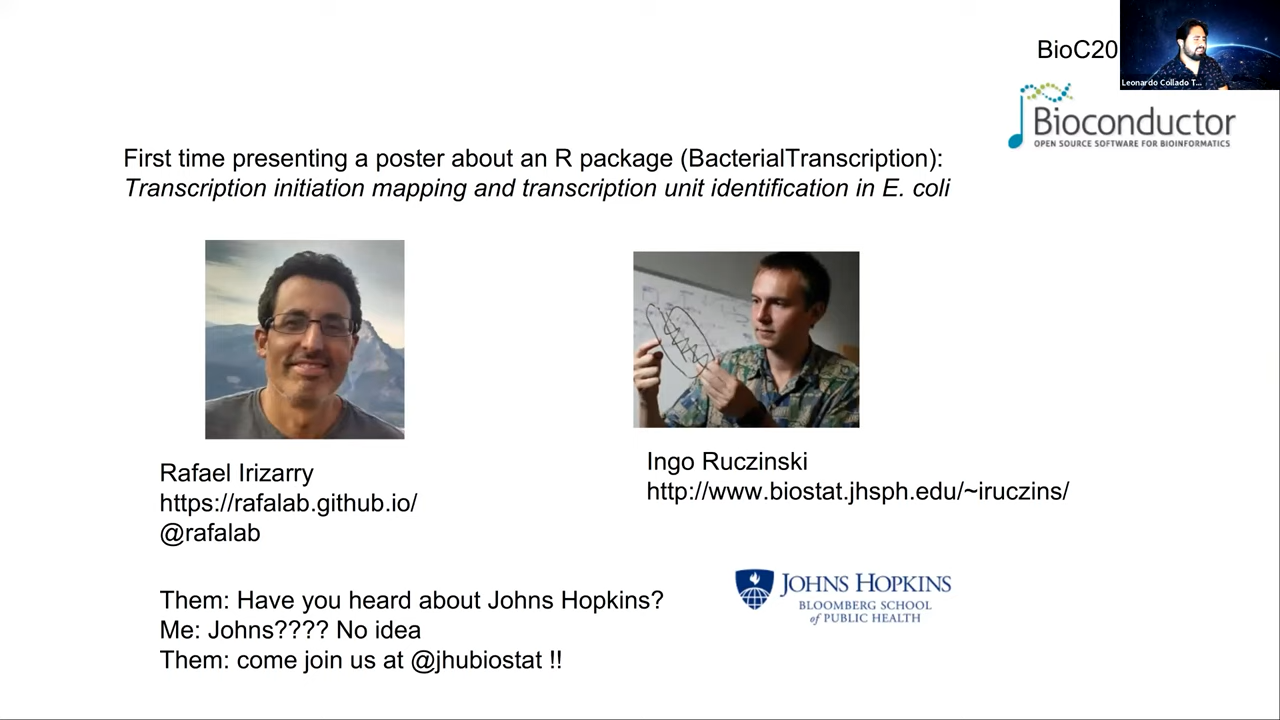 BioC20
Leonardo Collado T...
Bioconductor
OPEN SOURCE SOFTWARE FOR BIOINFORMATICS
First time presenting a poster about an R package (BacterialTranscription):
Transcription initiation mapping and transcription unit identification in E. coli
Rafael Irizarry
https://rafalab.github.io/
@rafalab
Ingo Ruczinski
http://www.biostat.jhsph.edu/~iruczins/
Them: Have you heard about Johns Hopkins?
Me: Johns???? No idea
Them: come join us at @jhubiostat !!
JOHNS HOPKINS
BLOOMBERG SCHOOL
of PUBLIC HEALTH